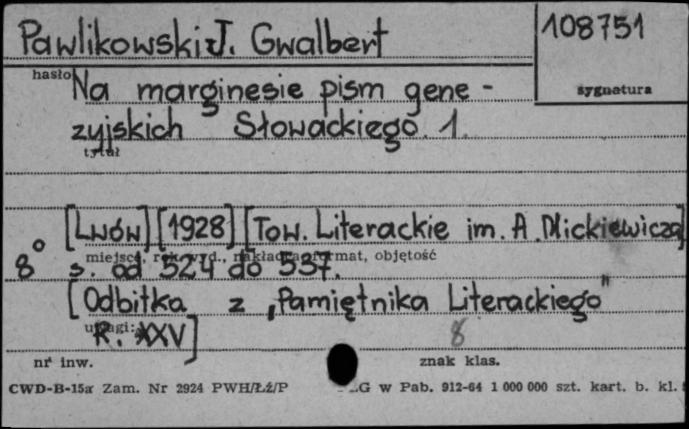 Pawlikowski J. Gwalbert
108751
hasło
sygnatura
Na marginesie pism gene-
zyjskich Słowackiego. 1.
tytuł
[Lwów] [1928] [Tow. Literackie im. A. Mickiewicza]
miejsce, rok wyd., nakładca, format, objętość
8° s. od 524 do 537.
[Odbitka z „Pamiętnika Literackiego"
uwagi:
R. XXV]
8
nr inw.
znak klas.
CWD-B-15a Zam. Nr 2924 PWH/Łż/P G w Pab. 912-64 1 000 000 szt. kart. b. kl.